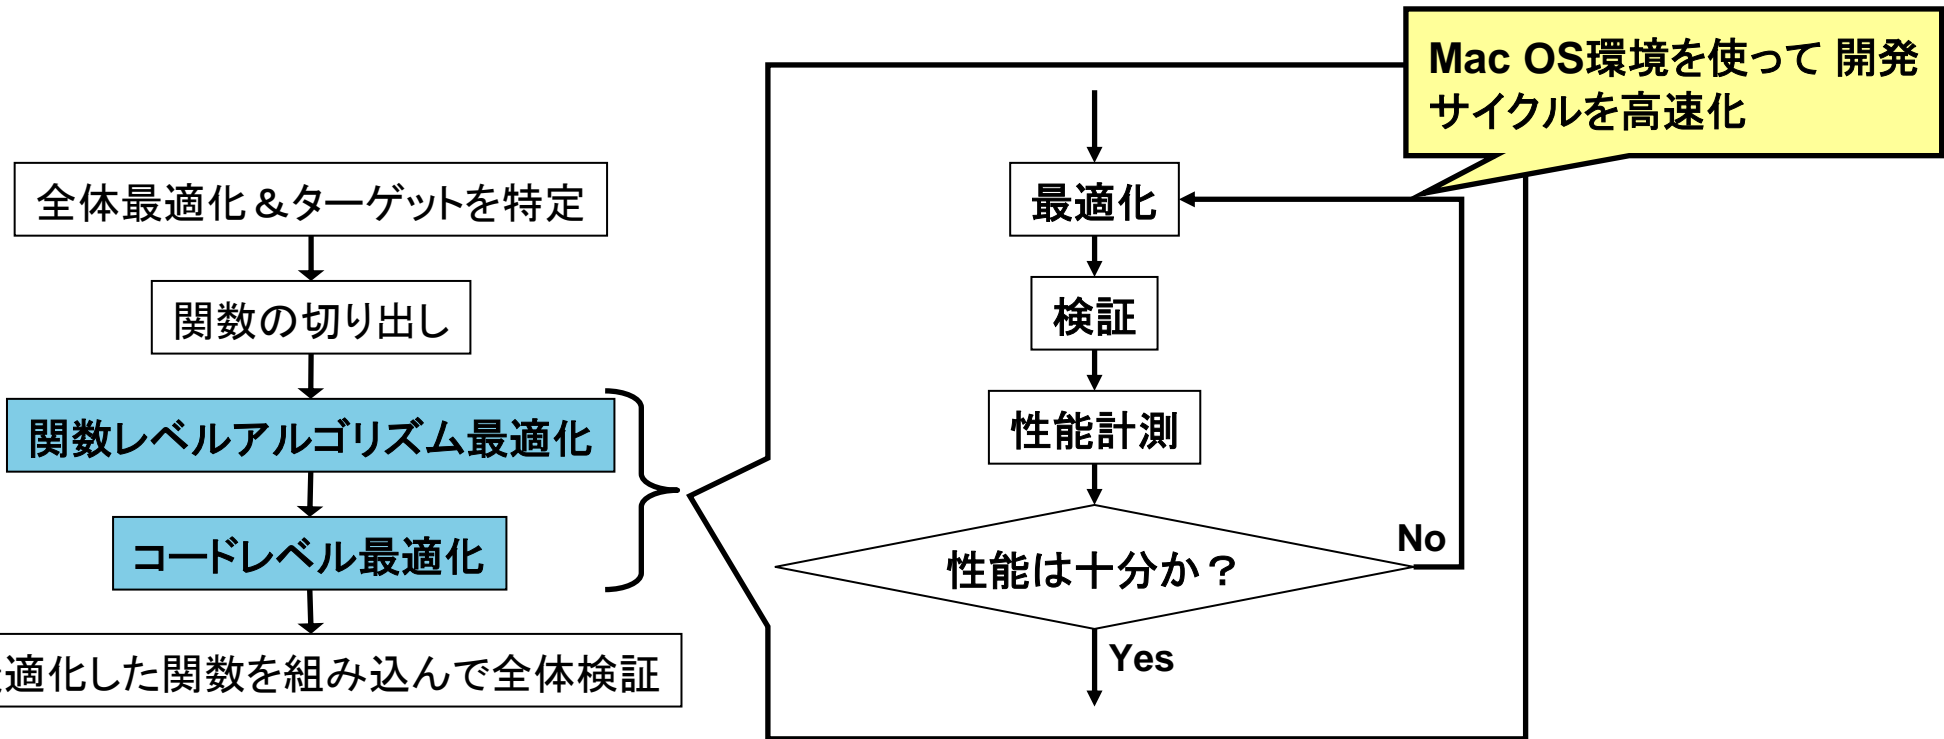 Mac OS環境を使って 開発
サイクルを高速化
全体最適化&ターゲットを特定
関数の切り出し
関数レベルアルゴリズム最適化
コードレベル最適化
適化した関数を組み込んで全体検証
最適化
検証
性能計測
性能は十分か？
No
Yes